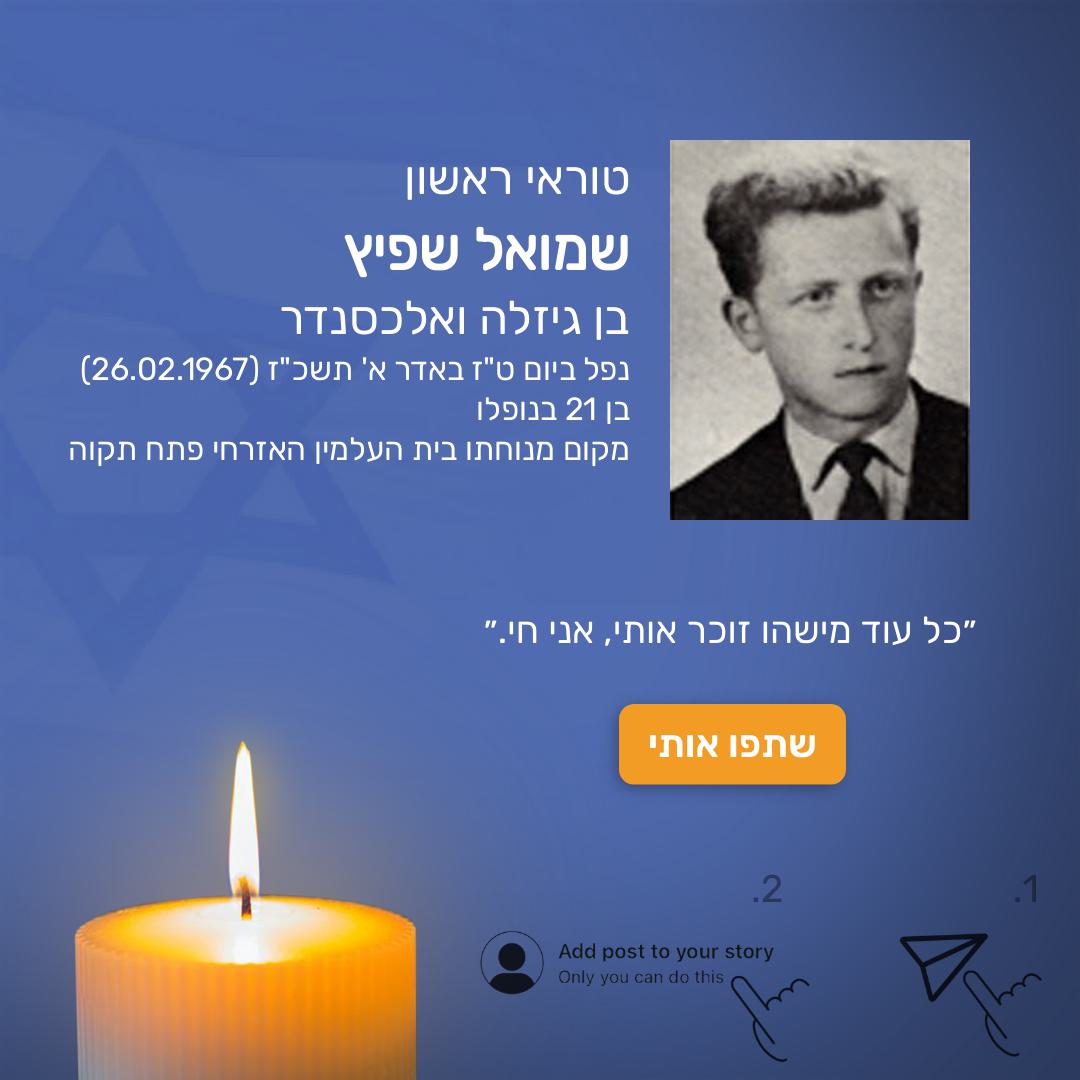 טוראי ראשון
שמואל שפיץ
בן גיזלה ואלכסנדר
נפל ביום ט"ז באדר א' תשכ"ז (26.02.1967)
בן 21 בנופלו
מקום מנוחתו בית העלמין האזרחי פתח תקוה
״כל עוד מישהו זוכר אותי, אני חי.״
שתפו אותי
.1
.2
Add post to your story
Only you can do this